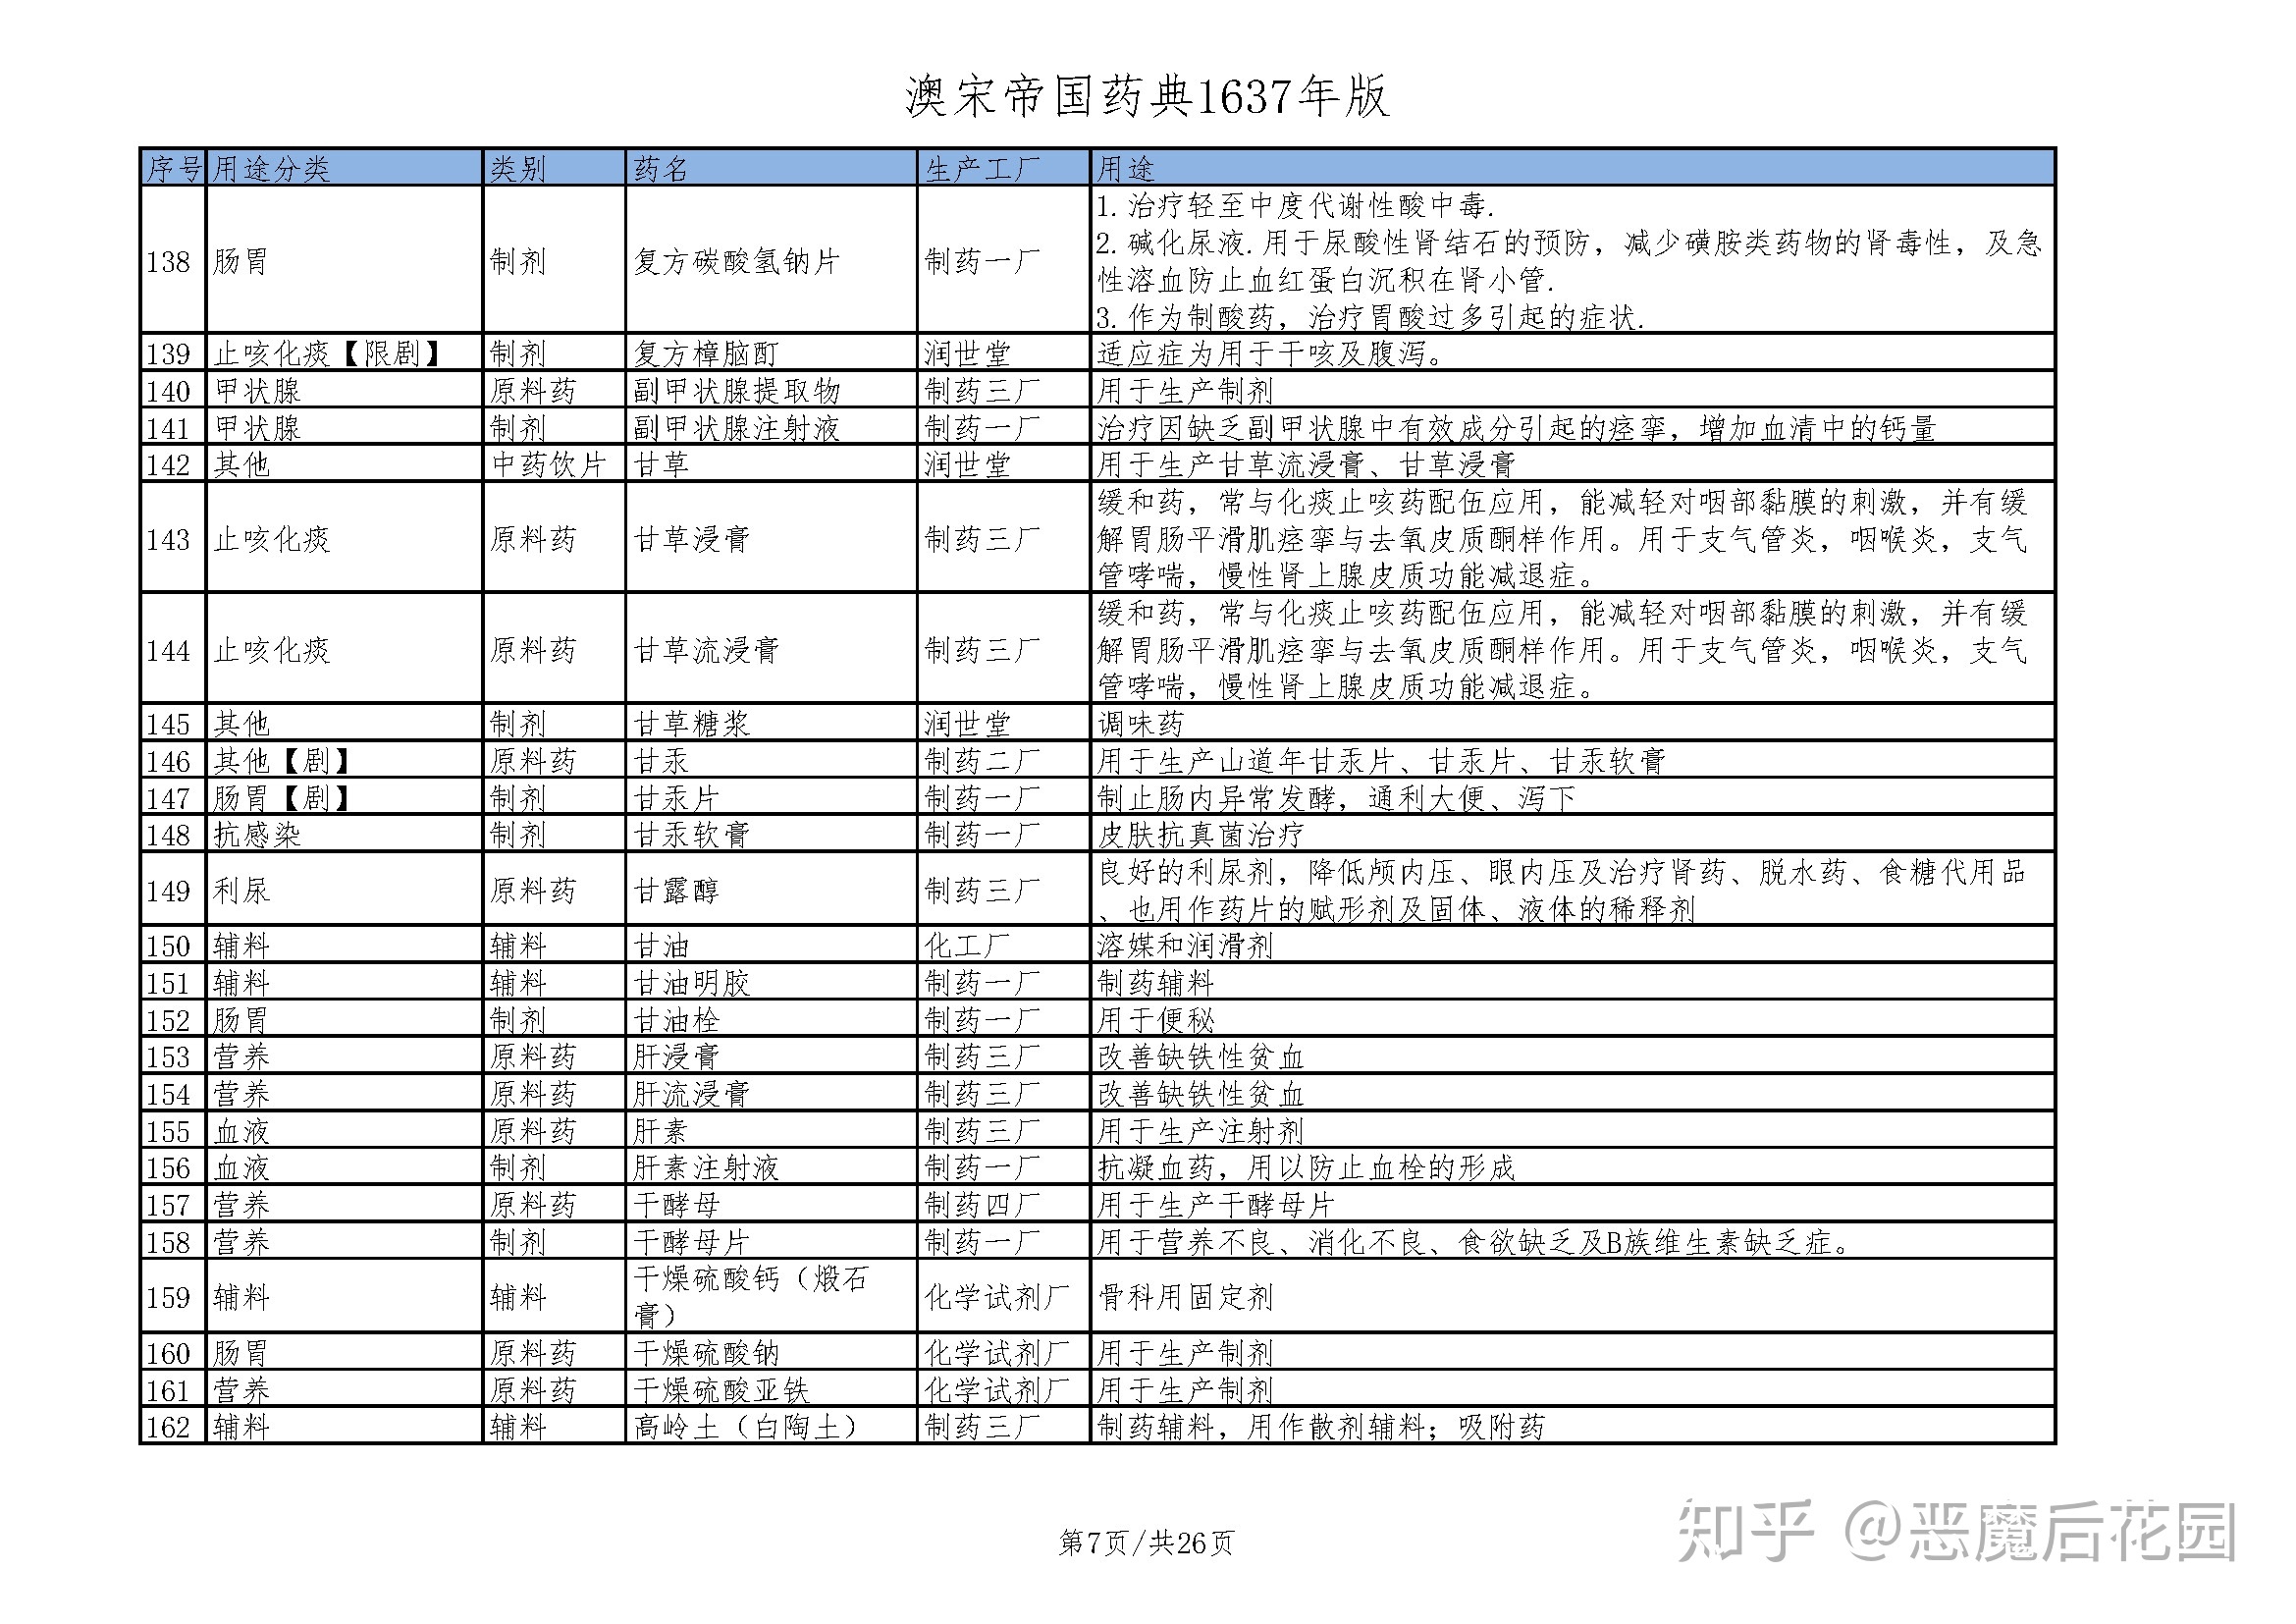 澳宋帝国药典1637年版
序号 用途分类 类别 药名 生产工厂 用途
138 肠胃 制剂 复方碳酸氢钠片 制药一厂 1.治疗轻至中度代谢性酸中毒.
2.碱化尿液.用于尿酸性肾结石的预防，减少磺胺类药物的肾毒性，及急
性溶血防止血红蛋白沉积在肾小管.
3.作为制酸药，治疗胃酸过多引起的症状.
139 止咳化痰【限剧】 制剂 复方樟脑酊 润世堂 适应症为用于干咳及腹泻。
140 甲状腺 原料药 副甲状腺提取物 制药三厂 用于生产制剂
141 甲状腺 制剂 副甲状腺注射液 制药一厂 治疗因缺乏副甲状腺中有效成分引起的痉挛，增加血清中的钙量
142 其他 中药饮片 甘草 润世堂 用于生产甘草流浸膏、甘草浸膏
143 止咳化痰 原料药 甘草浸膏 制药三厂 缓和药，常与化痰止咳药配伍应用，能减轻对咽部黏膜的刺激，并有缓
解胃肠平滑肌痉挛与去氧皮质酮样作用。用于支气管炎，咽喉炎，支气
管哮喘，慢性肾上腺皮质功能减退症。
144 止咳化痰 原料药 甘草流浸膏 制药三厂 缓和药，常与化痰止咳药配伍应用，能减轻对咽部黏膜的刺激，并有缓
解胃肠平滑肌痉挛与去氧皮质酮样作用。用于支气管炎，咽喉炎，支气
管哮喘，慢性肾上腺皮质功能减退症。
145 其他 制剂 甘草糖浆 润世堂 调味药
146 其他【剧】 原料药 甘汞 制药二厂 用于生产山道年甘汞片、甘汞片、甘汞软膏
147 肠胃【剧】 制剂 甘汞片 制药一厂 制止肠内异常发酵，通利大便、泻下
148 抗感染 制剂 甘汞软膏 制药一厂 皮肤抗真菌治疗
149 利尿 原料药 甘露醇 制药三厂 良好的利尿剂，降低颅内压、眼内压及治疗肾药、脱水药、食糖代用品
、也用作药片的赋形剂及固体、液体的稀释剂
150 辅料 辅料 甘油 化工厂 溶媒和润滑剂
151 辅料 辅料 甘油明胶 制药一厂 制药辅料
152 肠胃 制剂 甘油栓 制药一厂 用于便秘
153 营养 原料药 肝浸膏 制药三厂 改善缺铁性贫血
154 营养 原料药 肝流浸膏 制药三厂 改善缺铁性贫血
155 血液 原料药 肝素 制药三厂 用于生产注射剂
156 血液 制剂 肝素注射液 制药一厂 抗凝血药，用以防止血栓的形成
157 营养 原料药 干酵母 制药四厂 用于生产干酵母片
158 营养 制剂 干酵母片 制药一厂 用于营养不良、消化不良、食欲缺乏及B族维生素缺乏症。
159 辅料 辅料 干燥硫酸钙（煅石
膏） 化学试剂厂 骨科用固定剂
160 肠胃 原料药 干燥硫酸钠 化学试剂厂 用于生产制剂
161 营养 原料药 干燥硫酸亚铁 化学试剂厂 用于生产制剂
162 辅料 辅料 高岭土（白陶土） 制药三厂 制药辅料，用作散剂辅料；吸附药
第7页/共26页
知乎 @恶魔后花园